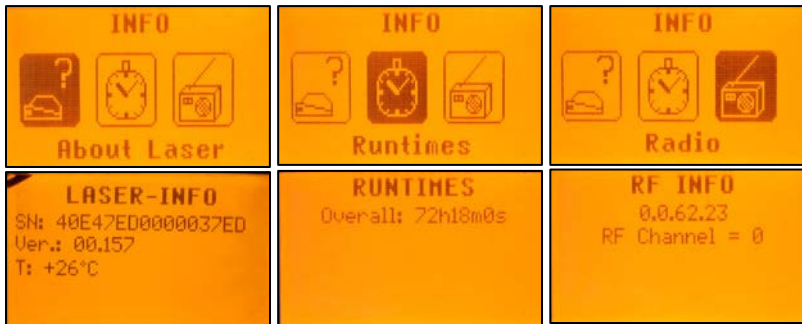 INFO
About Laser
INFO
Runtimes
INFO
Radio
LASER-INFO
SN: 40E47ED0000037ED
Ver.: 00.157
T: +26°C
RUNTIMES
Overall: 72h18m0s
RF INFO
0.0.62.23
RF Channel = 0